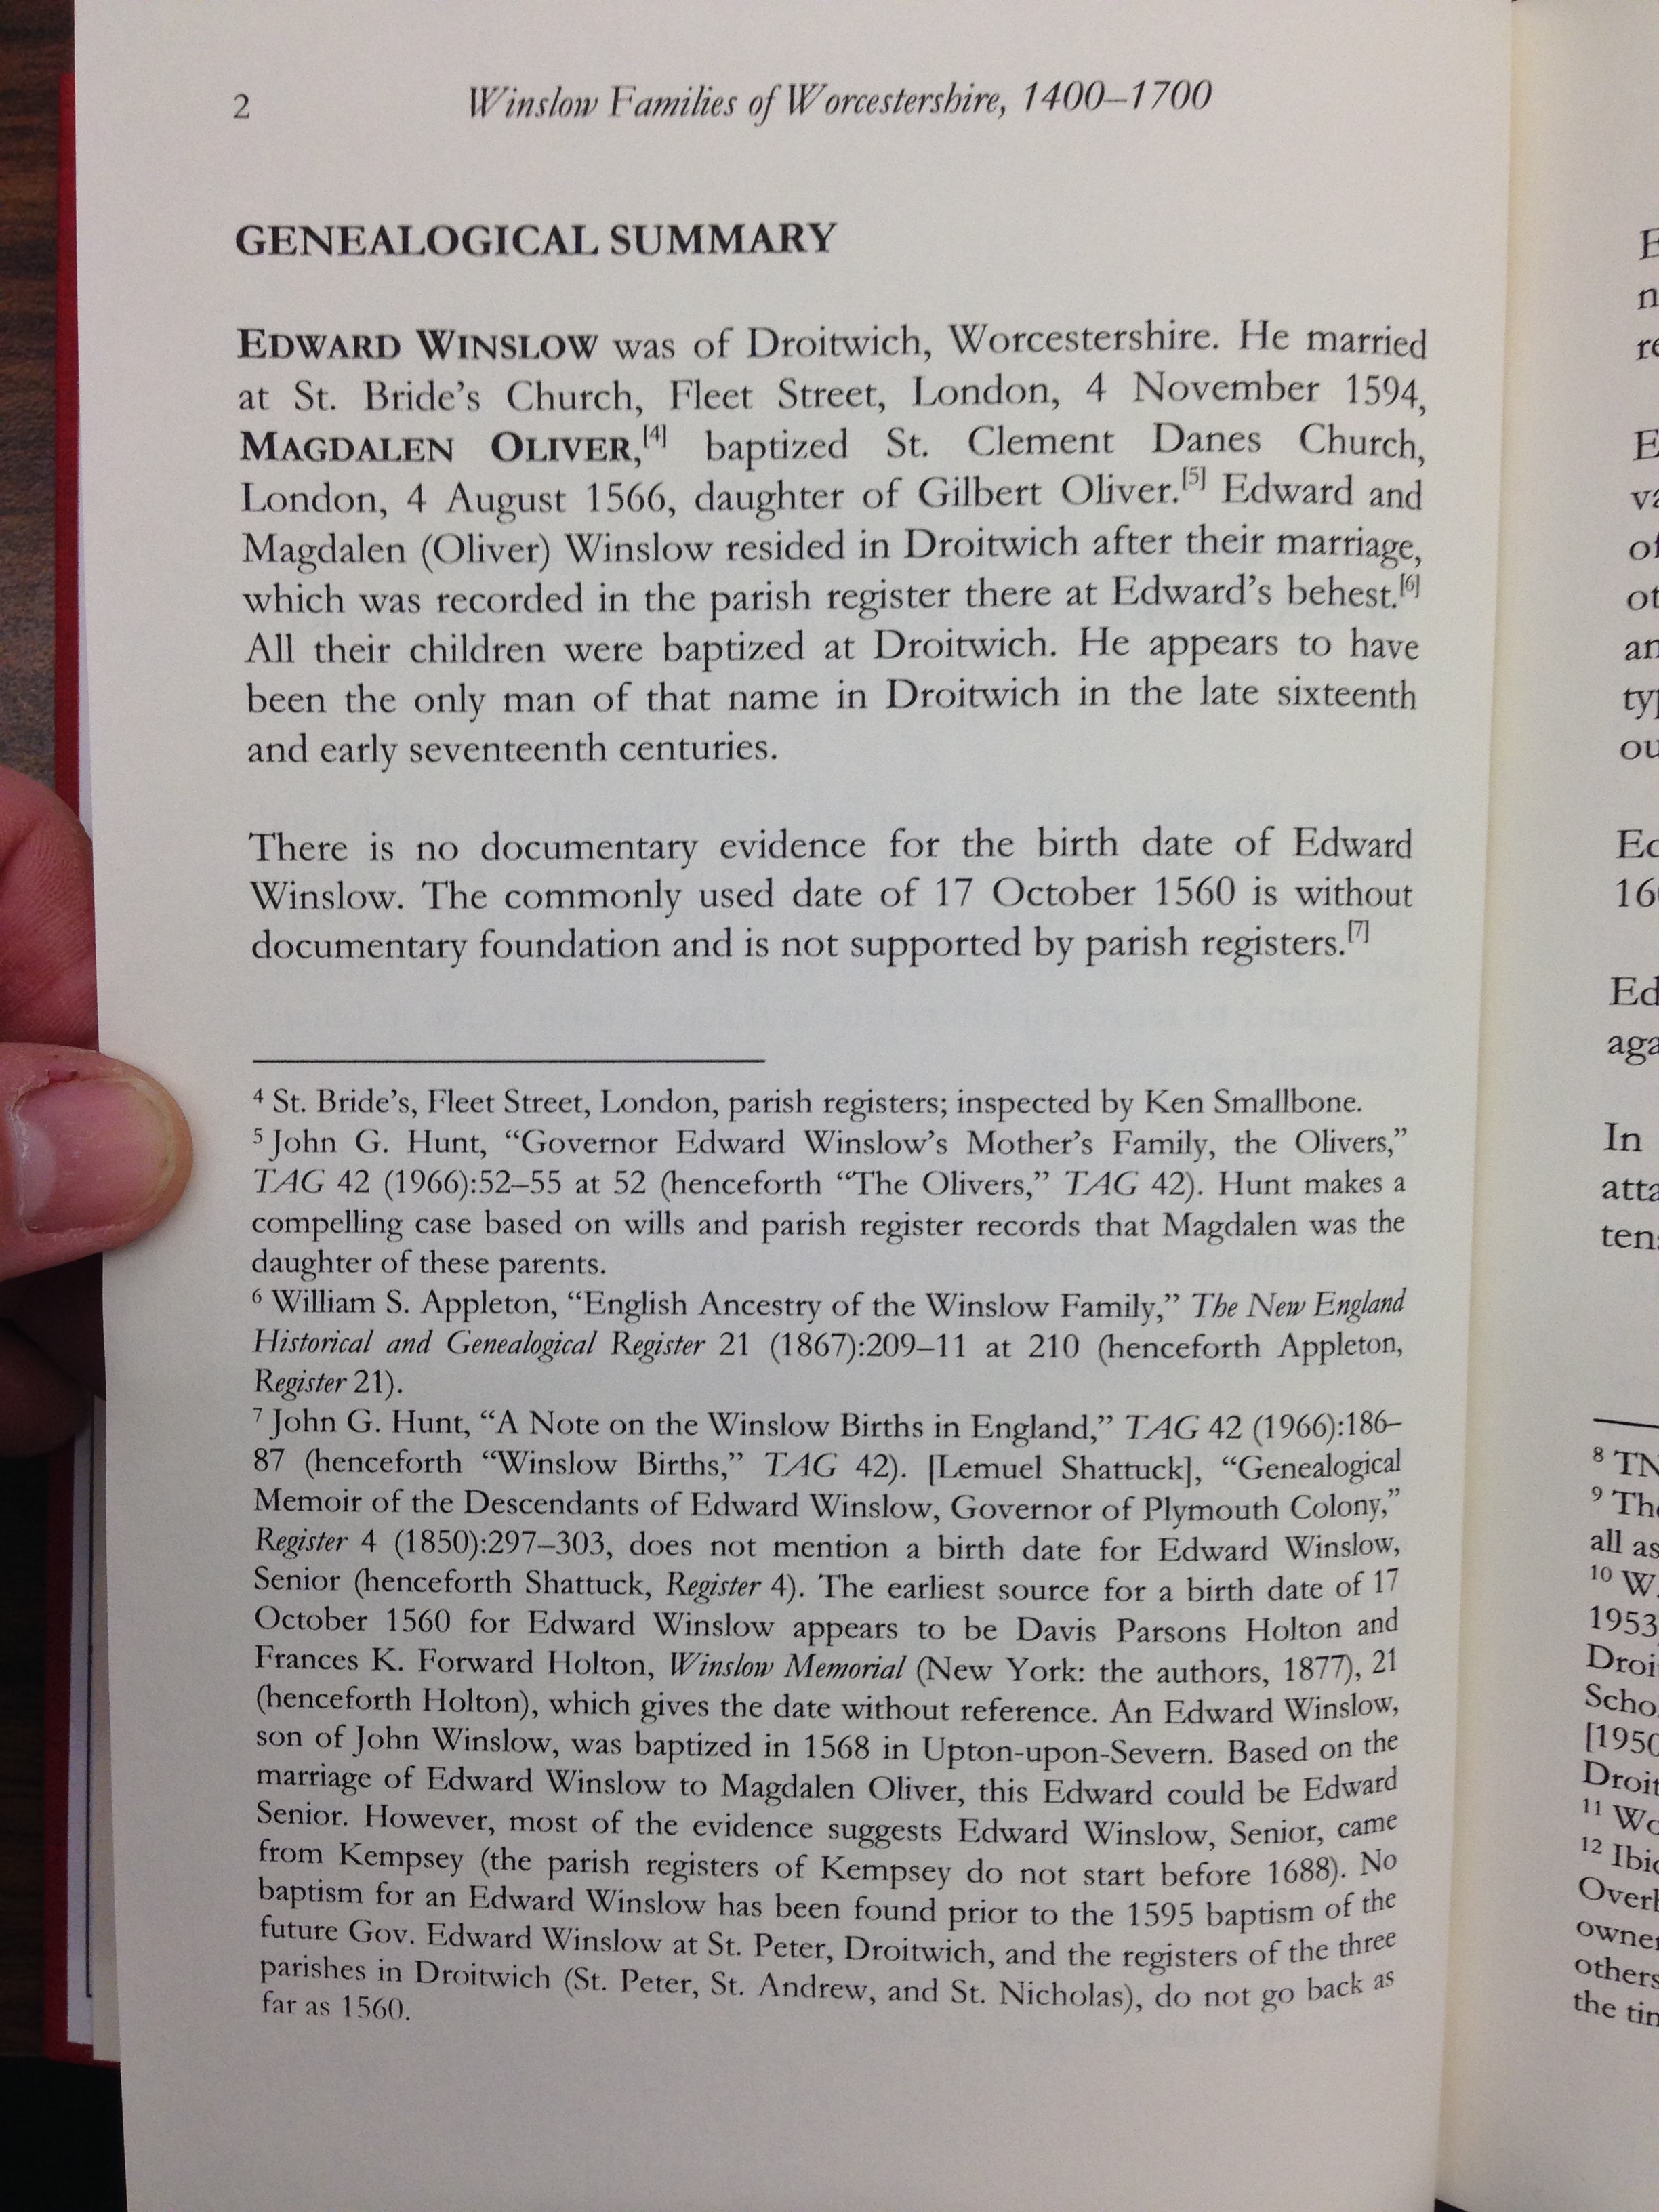 2 Winslow Families of Worcestershire, 1400–1700
GENEALOGICAL SUMMARY
EDWARD WINSLOW was of Droitwich, Worcestershire. He married
at St. Bride's Church, Fleet Street, London, 4 November 1594,
MAGDALEN OLIVER,[4] baptized St. Clement Danes Church,
London, 4 August 1566, daughter of Gilbert Oliver.[5] Edward and
Magdalen (Oliver) Winslow resided in Droitwich after their marriage,
which was recorded in the parish register there at Edward's behest.[6]
All their children were baptized at Droitwich. He appears to have
been the only man of that name in Droitwich in the late sixteenth
and early seventeenth centuries.
There is no documentary evidence for the birth date of Edward
Winslow. The commonly used date of 17 October 1560 is without
documentary foundation and is not supported by parish registers.[7]
4 St. Bride's, Fleet Street, London, parish registers; inspected by Ken Smallbone.
5 John G. Hunt, “Governor Edward Winslow's Mother's Family, the Olivers,”
TAG 42 (1966):52–55 at 52 (henceforth “The Olivers,” TAG 42). Hunt makes a
compelling case based on wills and parish register records that Magdalen was the
daughter of these parents.
6 William S. Appleton, “English Ancestry of the Winslow Family,” The New England
Historical and Genealogical Register 21 (1867):209–11 at 210 (henceforth Appleton,
Register 21).
7 John G. Hunt, “A Note on the Winslow Births in England,” TAG 42 (1966):186–
87 (henceforth “Winslow Births,” TAG 42). [Lemuel Shattuck], “Genealogical
Memoir of the Descendants of Edward Winslow, Governor of Plymouth Colony,”
Register 4 (1850):297–303, does not mention a birth date for Edward Winslow,
Senior (henceforth Shattuck, Register 4). The earliest source for a birth date of 17
October 1560 for Edward Winslow appears to be Davis Parsons Holton and
Frances K. Forward Holton, Winslow Memorial (New York: the authors, 1877), 21
(henceforth Holton), which gives the date without reference. An Edward Winslow,
son of John Winslow, was baptized in 1568 in Upton-upon-Severn. Based on the
marriage of Edward Winslow to Magdalen Oliver, this Edward could be Edward
Senior. However, most of the evidence suggests Edward Winslow, Senior, came
from Kempsey (the parish registers of Kempsey do not start before 1688). No
baptism for an Edward Winslow has been found prior to the 1595 baptism of the
future Gov. Edward Winslow at St. Peter, Droitwich, and the registers of the three
parishes in Droitwich (St. Peter, St. Andrew, and St. Nicholas), do not go back as
far as 1560.
In
8 TN
all as
10 W.
1953
[1950
12 Ibid
the